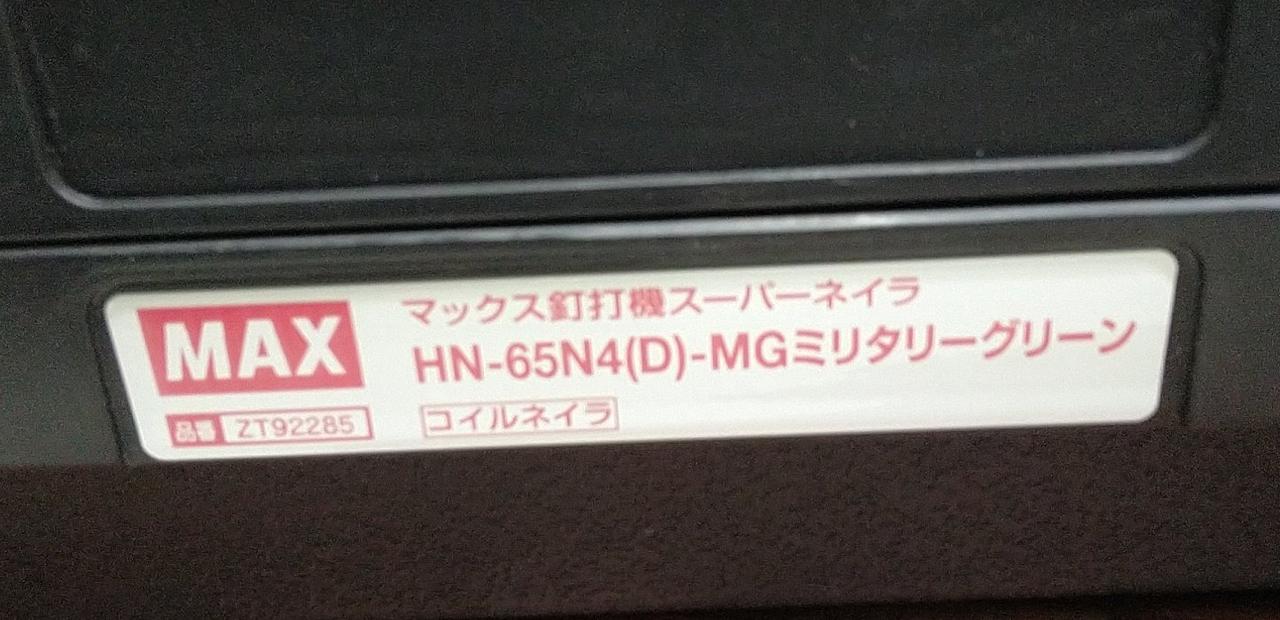 MAX
マックス釘打機スーパーネイラ
HN-65N4(D)-MGミリタリーグリーン
品番 ZT92285
コイルネイラ